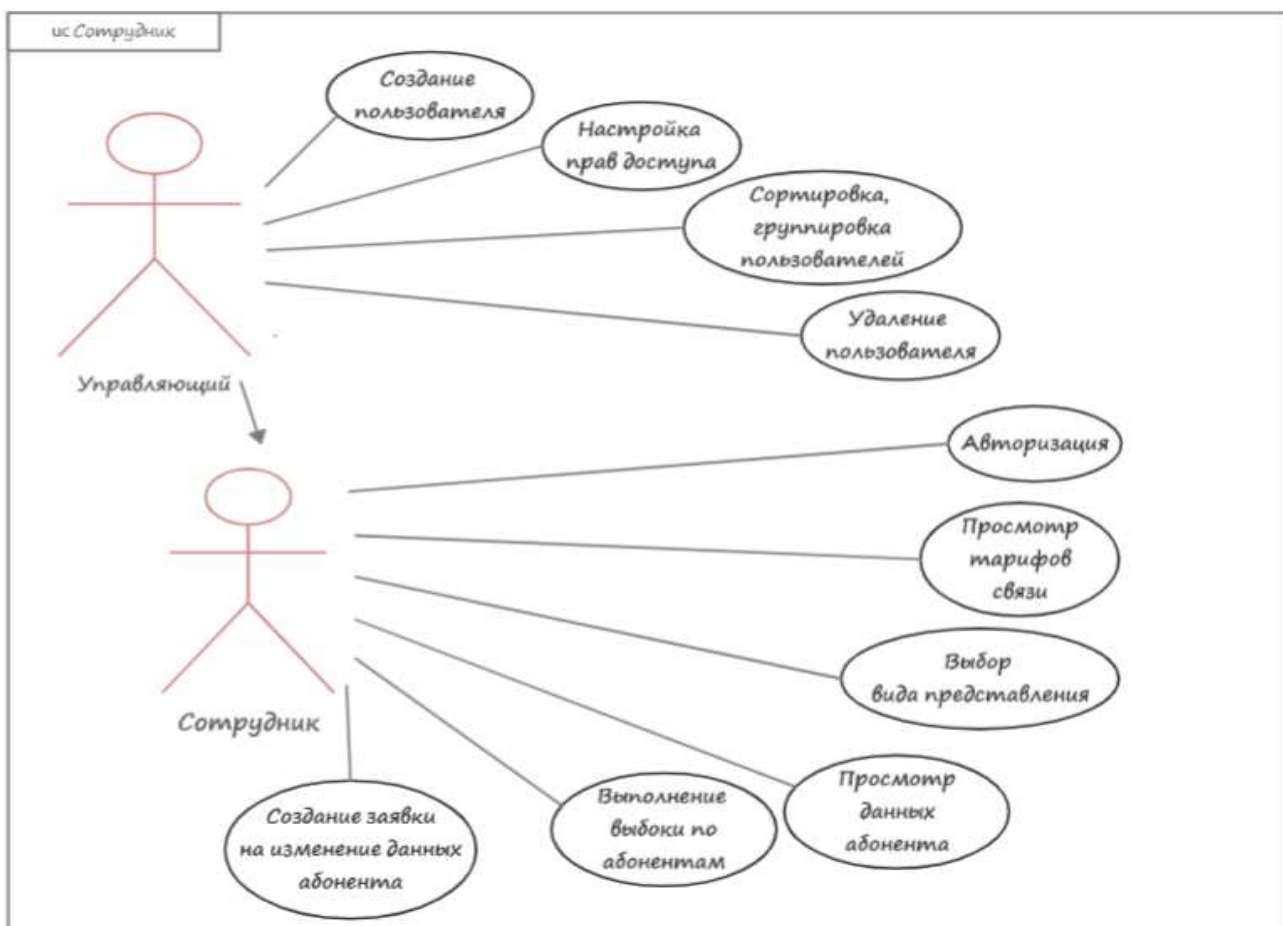 uc Сотрудник
Создание
пользователя
Настройка
прав доступа
Сортировка,
группировка
пользователей
Удаление
пользователя
Управляющий
Авторизация
Просмотр
тарифов
связи
Выбор
вида представления
Сотрудник
Просмотр
данных
абонента
Выполнение
выбоки по
абонентам
Создание заявки
на изменение данных
абонента